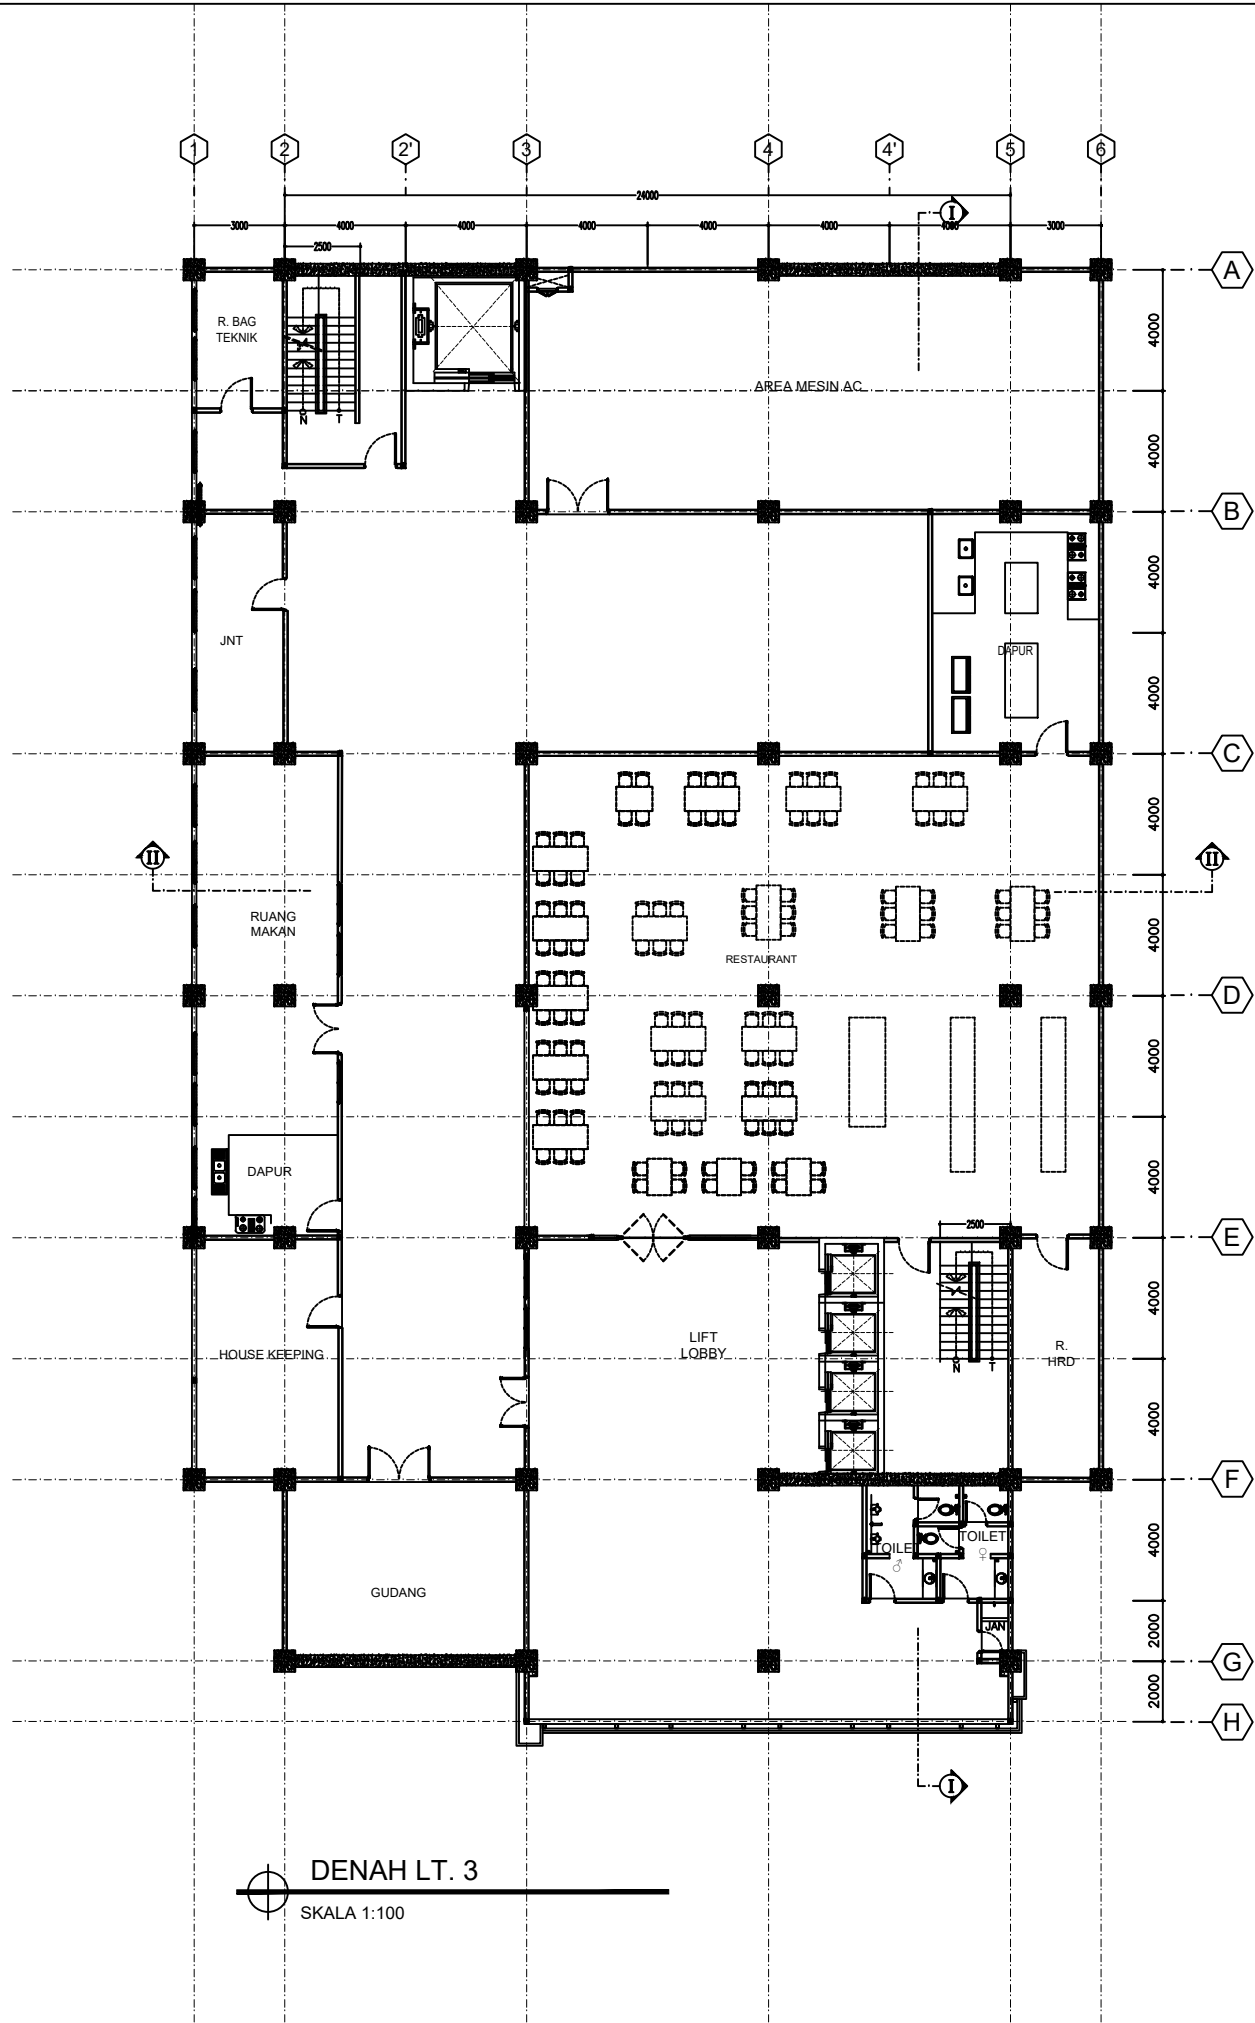 1
2
2'
3
4
4'
5
6
24000
I
3000
4000
4000
4000
4000
4000
4000
3000
2500
A
R. BAG
TEKNIK
4000
AREA MESIN AC
N
T
4000
B
4000
JNT
DAPUR
4000
C
4000
II
II
RUANG
MAKAN
4000
RESTAURANT
D
4000
DAPUR
4000
2500
E
4000
LIFT
LOBBY
R.
HRD
HOUSE KEEPING
N
T
4000
F
TOILET
TOILET
♂
♀
4000
GUDANG
JAN
2000
G
2000
H
I
DENAH LT. 3
SKALA 1:100